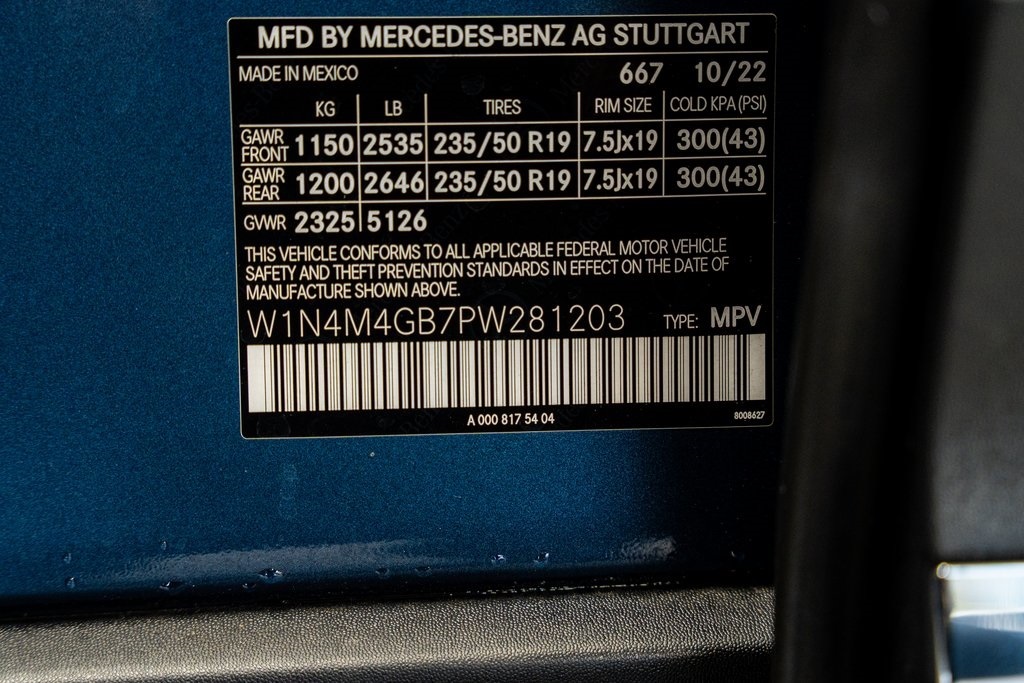 MFD BY MERCEDES-BENZ AG STUTTGART
MADE IN MEXICO 667 10/22
KG LB TIRES RIM SIZE COLD KPA (PSI)
GAWR FRONT 1150 2535 235/50 R19 7.5Jx19 300(43)
GAWR REAR 1200 2646 235/50 R19 7.5Jx19 300(43)
GVWR 2325 5126
THIS VEHICLE CONFORMS TO ALL APPLICABLE FEDERAL MOTOR VEHICLE
SAFETY AND THEFT PREVENTION STANDARDS IN EFFECT ON THE DATE OF
MANUFACTURE SHOWN ABOVE.
W1N4M4GB7PW281203 TYPE: MPV
A 000 817 54 04 8008627